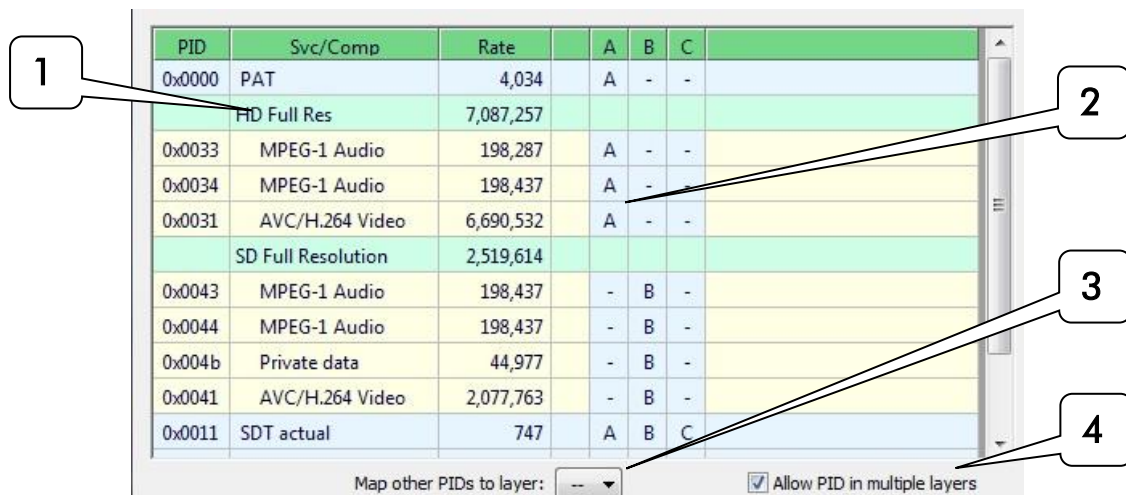 PID Svc/Comp Rate A B C
0x0000 PAT 4,034 A - -
HD Full Res 7,087,257
0x0033 MPEG-1 Audio 198,287 A - -
0x0034 MPEG-1 Audio 198,437 A - -
0x0031 AVC/H.264 Video 6,690,532 A - -
SD Full Resolution 2,519,614
0x0043 MPEG-1 Audio 198,437 - B -
0x0044 MPEG-1 Audio 198,437 - B -
0x004b Private data 44,977 - B -
0x0041 AVC/H.264 Video 2,077,763 - B -
0x0011 SDT actual 747 A B C
Map other PIDs to layer: -- Allow PID in multiple layers
1
2
3
4